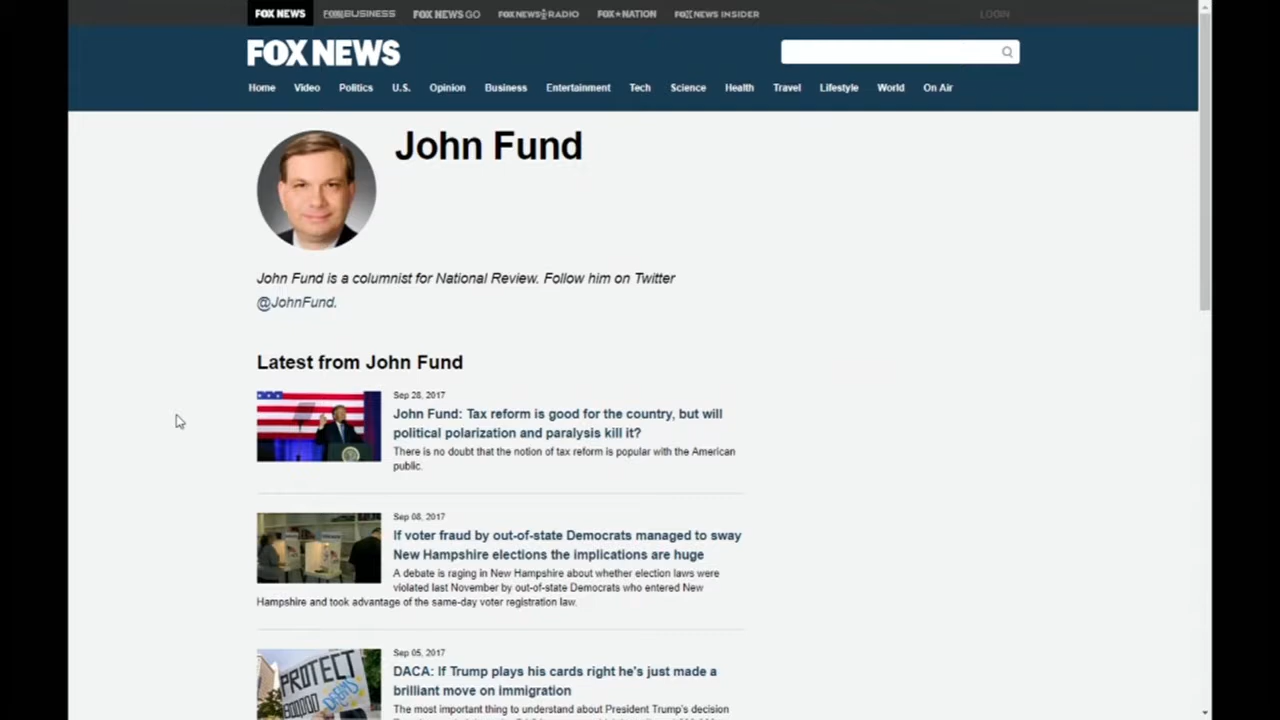 FOX NEWS FOX BUSINESS FOX NEWS GO FOX NEWS RADIO FOX NATION FOX NEWS INSIDER LOGIN
FOX NEWS
Home Video Politics U.S. Opinion Business Entertainment Tech Science Health Travel Lifestyle World On Air
John Fund
John Fund is a columnist for National Review. Follow him on Twitter
@JohnFund.
Latest from John Fund
Sep 28, 2017
John Fund: Tax reform is good for the country, but will
political polarization and paralysis kill it?
There is no doubt that the notion of tax reform is popular with the American
public.
Sep 08, 2017
If voter fraud by out-of-state Democrats managed to sway
New Hampshire elections the implications are huge
A debate is raging in New Hampshire about whether election laws were
violated last November by out-of-state Democrats who entered New
Hampshire and took advantage of the same-day voter registration law.
Sep 05, 2017
DACA: If Trump plays his cards right he's just made a
brilliant move on immigration
PROTECT
800,000
The most important thing to understand about President Trump's decision